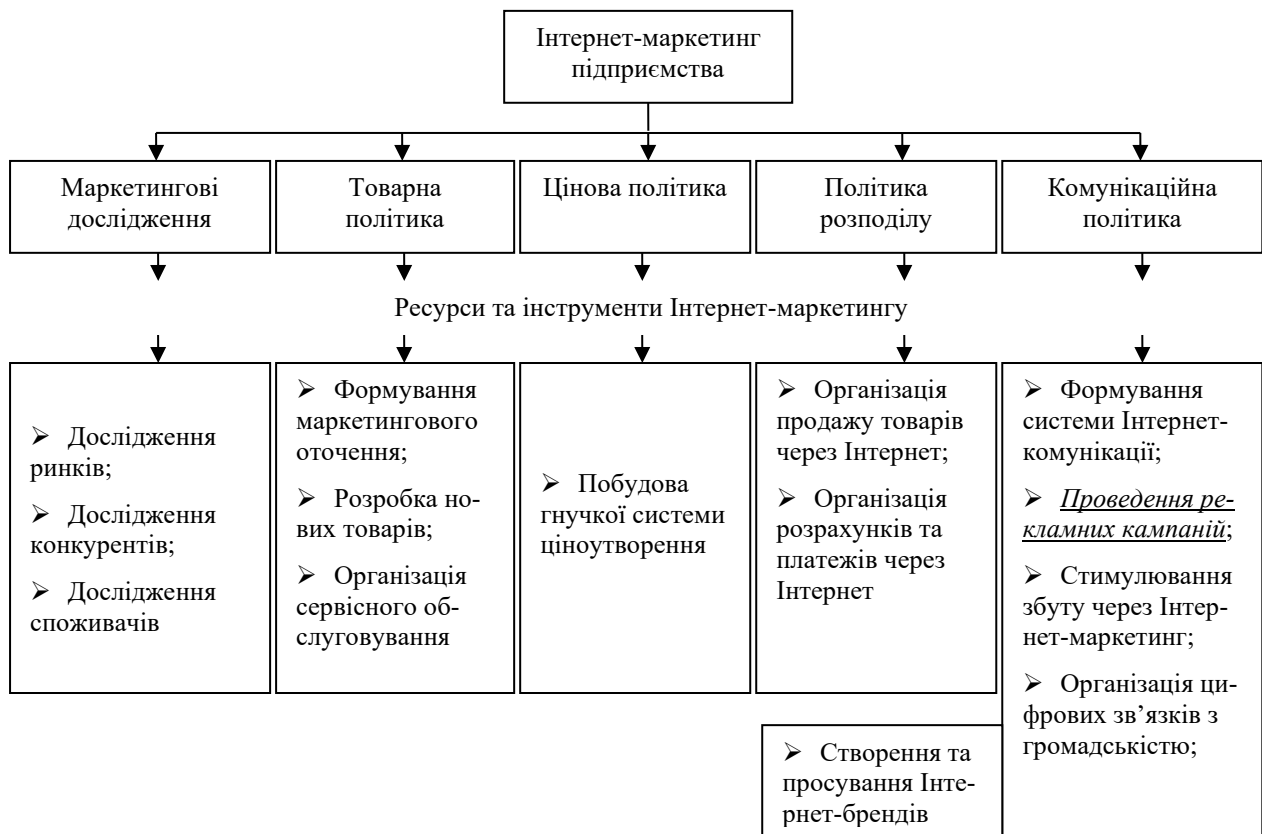 Інтернет-маркетинг
підприємства
Маркетингові
дослідження
Товарна
політика
Цінова політика
Політика
розподілу
Комунікаційна
політика
Ресурси та інструменти Інтернет-маркетингу
➢ Дослідження
ринків;
➢ Дослідження
конкурентів;
➢ Дослідження
споживачів
➢ Формування
маркетингового
оточення;
➢ Розробка но-
вих товарів;
➢ Організація
сервісного об-
слуговування
➢ Побудова
гнучкої системи
ціноутворення
➢ Організація
продажу товарів
через Інтернет;
➢ Організація
розрахунків та
платежів через
Інтернет
➢ Формування
системи Інтернет-
комунікації;
➢ Проведення ре-
кламних кампаній;
➢ Стимулювання
збуту через Інтер-
нет-маркетинг;
➢ Організація ци-
фрових зв’язків з
громадськістю;
➢ Створення та
просування Інте-
рнет-брендів